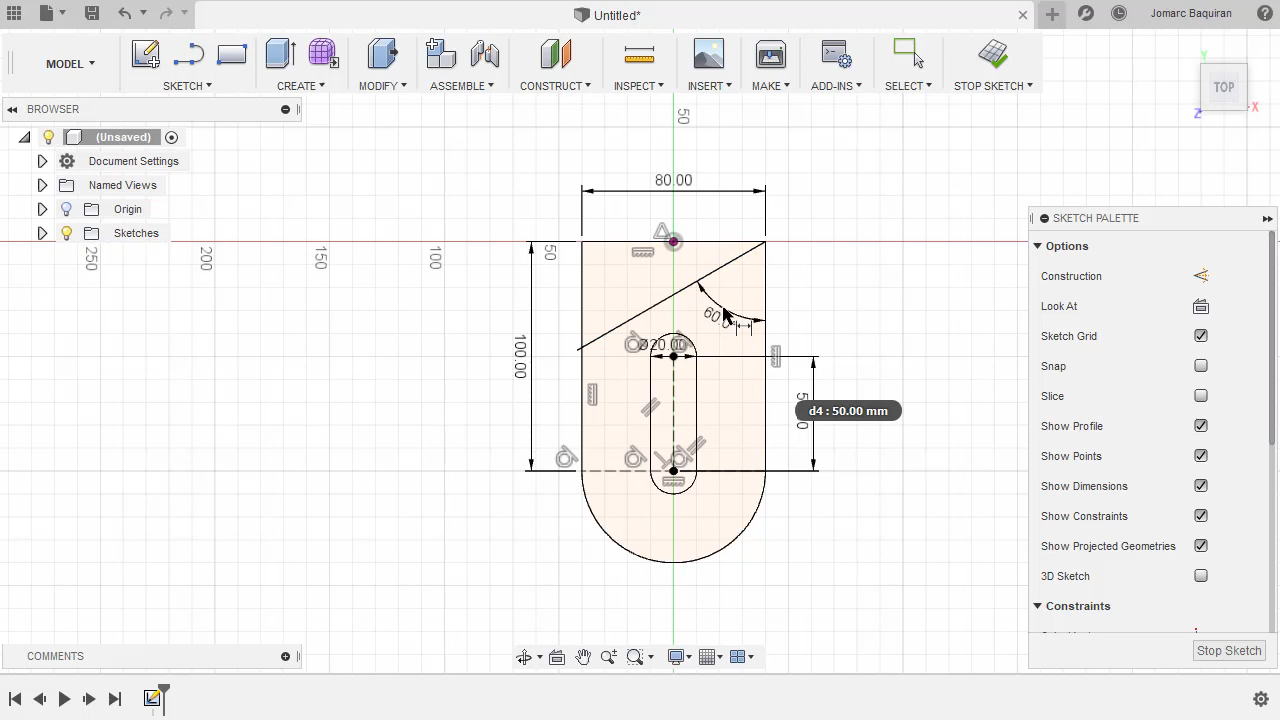 Untitled*
Jomarc Baquiran
MODEL
SKETCH
CREATE
MODIFY
ASSEMBLE
CONSTRUCT
INSPECT
INSERT
MAKE
ADD-INS
SELECT
STOP SKETCH
TOP
Y
X
Z
BROWSER
(Unsaved)
Document Settings
Named Views
Origin
Sketches
50
80.00
250
200
150
100
50
100.00
Ø20.00
d4 : 50.00 mm
SKETCH PALETTE
Options
Construction
Look At
Sketch Grid
Snap
Slice
Show Profile
Show Points
Show Dimensions
Show Constraints
Show Projected Geometries
3D Sketch
Constraints
Stop Sketch
COMMENTS